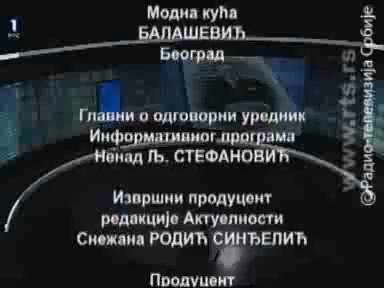 1
Модна кућа
БАЛАШЕВИЋ
Београд
Главни о одговорни уредник
Информативног програма
Ненад Љ. СТЕФАНОВИЋ
Извршни продуцент
редакције Актуелности
Снежана РОДИЋ СИНЂЕЛИЋ
Продуцент
www.rts.rs
©Радио-телевизија Србије